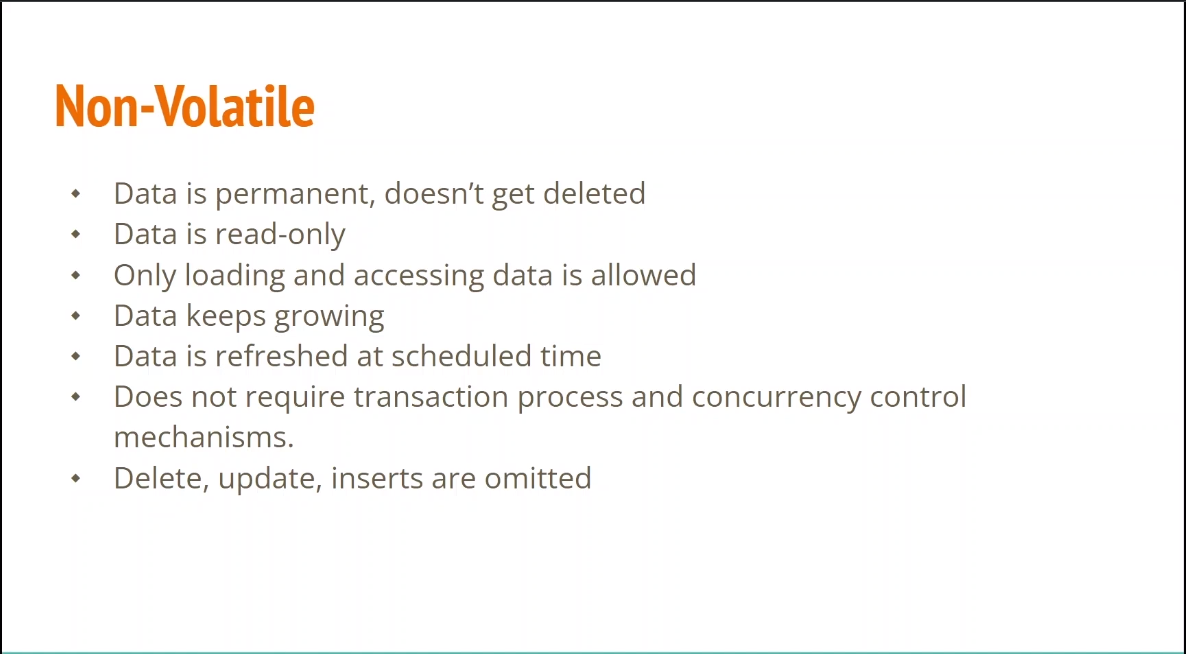 Non-Volatile
Data is permanent, doesn’t get deleted
Data is read-only
Only loading and accessing data is allowed
Data keeps growing
Data is refreshed at scheduled time
Does not require transaction process and concurrency control
mechanisms.
Delete, update, inserts are omitted